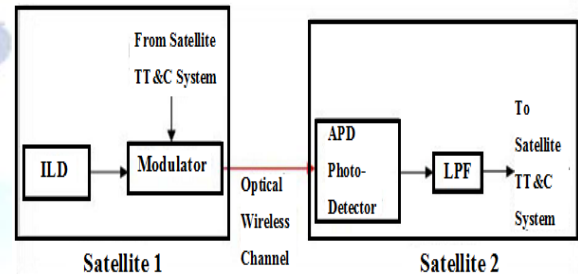 From Satellite
TT&C System
ILD
Modulator
Optical
Wireless
Channel
Satellite 1
APD
Photo-
Detector
LPF
To
Satellite
TT&C
System
Satellite 2